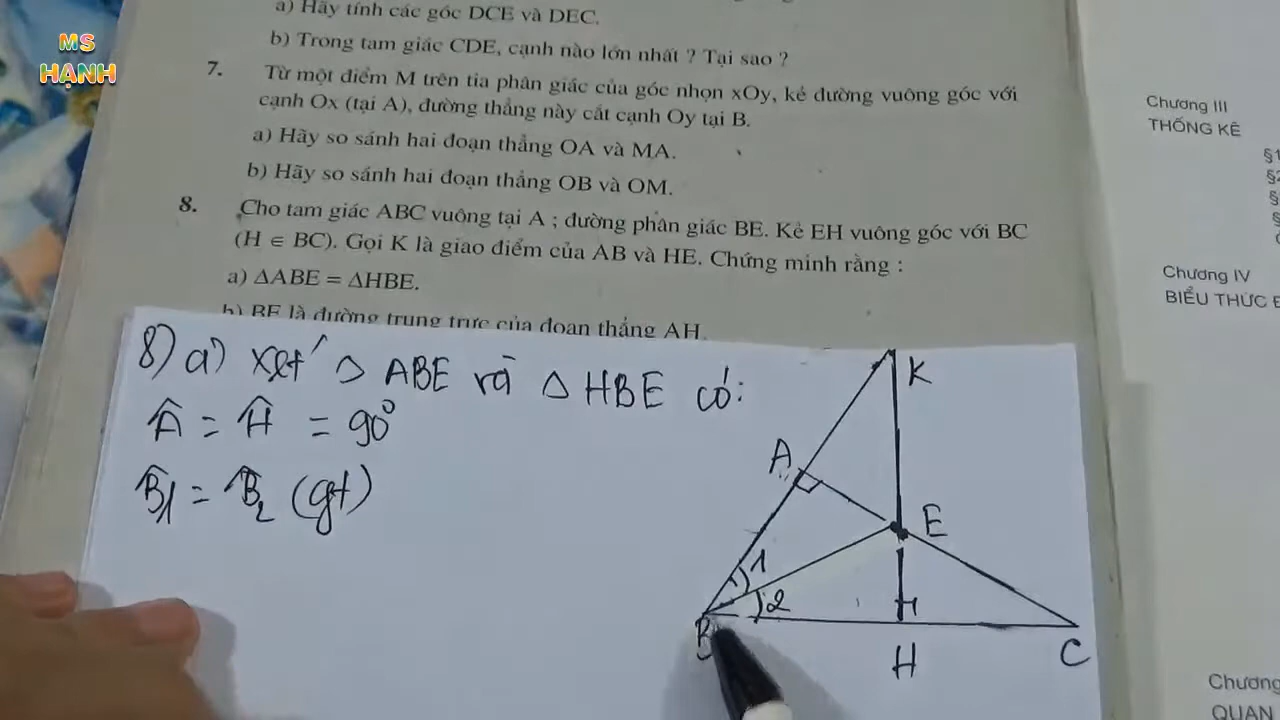 MS
HẠNH
a) Hãy tính các góc DCE và DEC.
b) Trong tam giác CDE, cạnh nào lớn nhất ? Tại sao ?
7. Từ một điểm M trên tia phân giác của góc nhọn xOy, kẻ đường vuông góc với
cạnh Ox (tại A), đường thẳng này cắt cạnh Oy tại B.
a) Hãy so sánh hai đoạn thẳng OA và MA.
b) Hãy so sánh hai đoạn thẳng OB và OM.
8. Cho tam giác ABC vuông tại A ; đường phân giác BE. Kẻ EH vuông góc với BC
(H ∈ BC). Gọi K là giao điểm của AB và HE. Chứng minh rằng :
a) ΔABE = ΔHBE.
b) BE là đường trung trực của đoạn thẳng AH.
8) a) Xét Δ ABE và Δ HBE có:
Â = Ĥ = 90°
B̂1 = B̂2 (gt)
K
A
E
1
2
H
B
H
C
Chương III
THỐNG KÊ
§1
§2
Chương IV
BIỂU THỨC Đ
Chương
QUAN